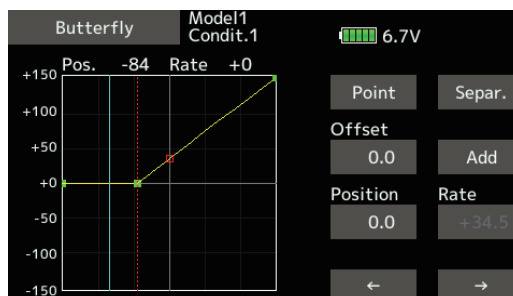 Butterfly
Model1
Condit.1
6.7V
Pos. -84 Rate +0
+150
+100
+50
+0
-50
-100
-150
Point Separ.
Offset
0.0 Add
Position Rate
0.0 +34.5
← →